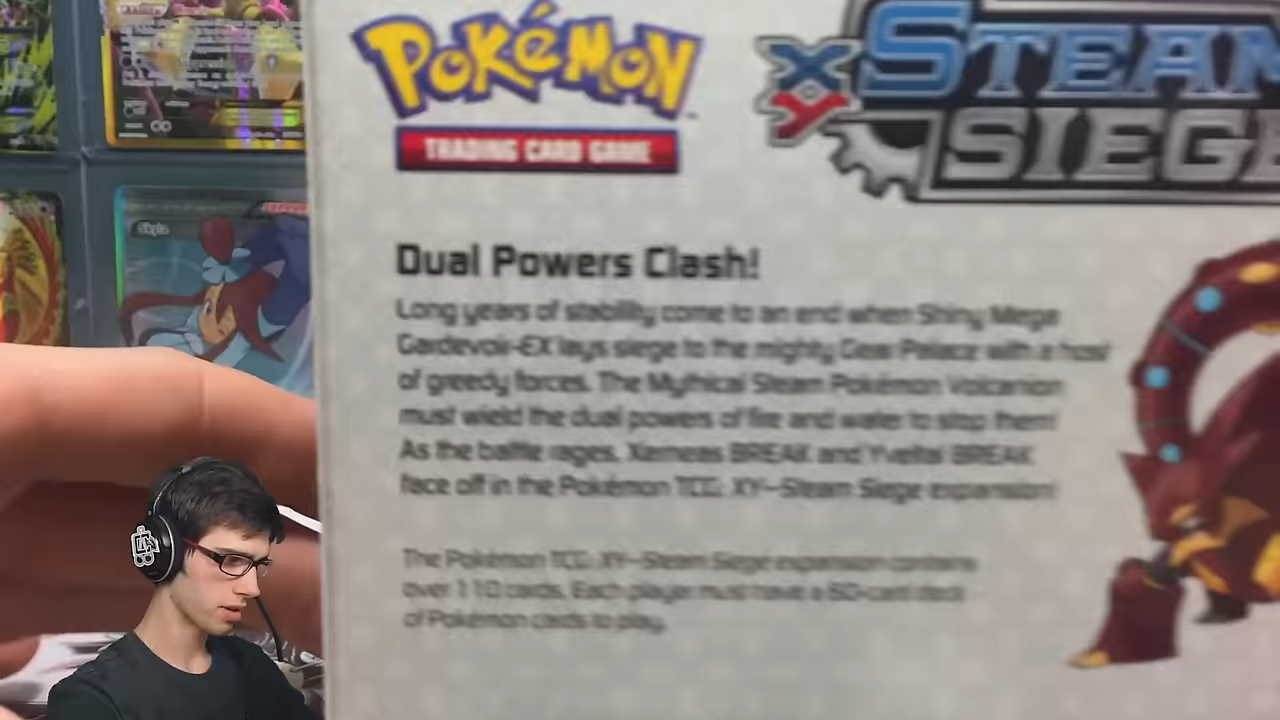 Pokémon
TRADING CARD GAME
XY
STEAM
SIEGE
Skyla
Dual Powers Clash!
Long years of stability come to an end when Shiny Mega
Gardevoir-EX lays siege to the mighty Gear Palace with a host
of greedy forces. The Mythical Steam Pokémon Volcanion
must wield the dual powers of fire and water to stop them!
As the battle rages, Xerneas BREAK and Yveltal BREAK
face off in the Pokémon TCG: XY—Steam Siege expansion!
The Pokémon TCG: XY—Steam Siege expansion contains
over 110 cards. Each player must have a 60-card deck
of Pokémon cards to play.